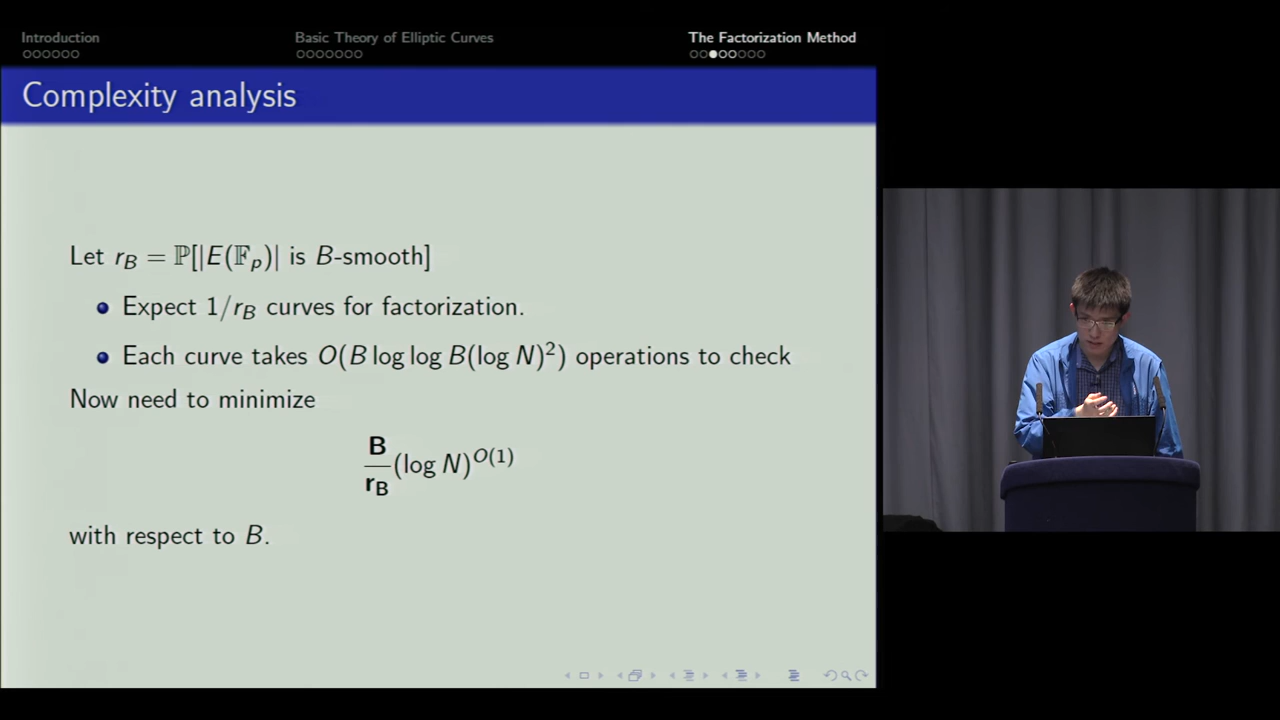 Introduction
Basic Theory of Elliptic Curves
The Factorization Method
Complexity analysis
Let r_B = ℙ[|E(𝔽_p)| is B-smooth]
Expect 1/r_B curves for factorization.
Each curve takes O(B log log B(log N)²) operations to check
Now need to minimize
B/r_B (log N)^{O(1)}
with respect to B.